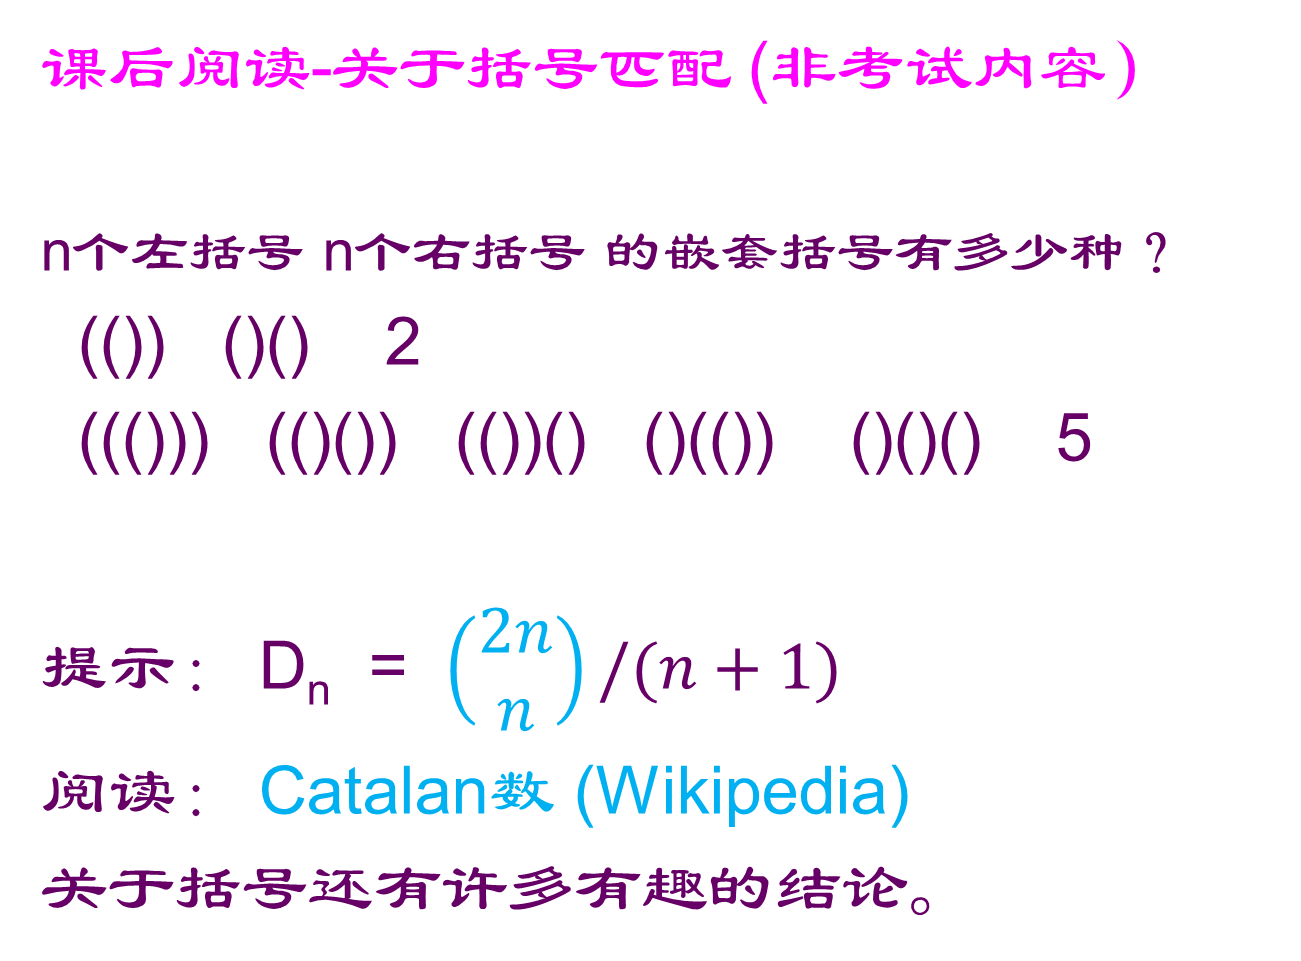 课后阅读-关于括号匹配 (非考试内容)
n个左括号 n个右括号 的嵌套括号有多少种？
(()) ()() 2
((())) (()()) (())() ()(()) ()()() 5
提示： Dn = (2n n) /(n + 1)
阅读： Catalan数 (Wikipedia)
关于括号还有许多有趣的结论。